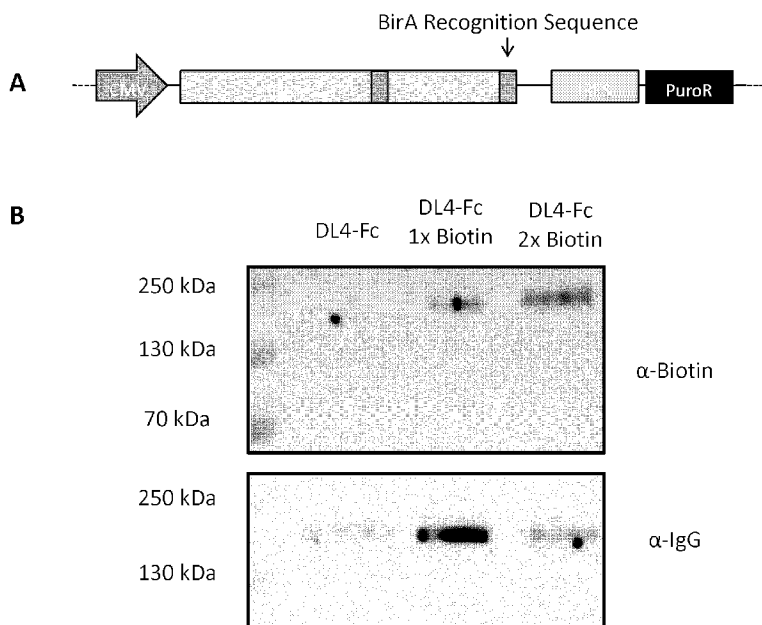 BirA Recognition Sequence
A
CMV
PuroR
B
DL4-Fc
DL4-Fc
1x Biotin
DL4-Fc
2x Biotin
250 kDa
130 kDa
70 kDa
α-Biotin
250 kDa
130 kDa
α-IgG